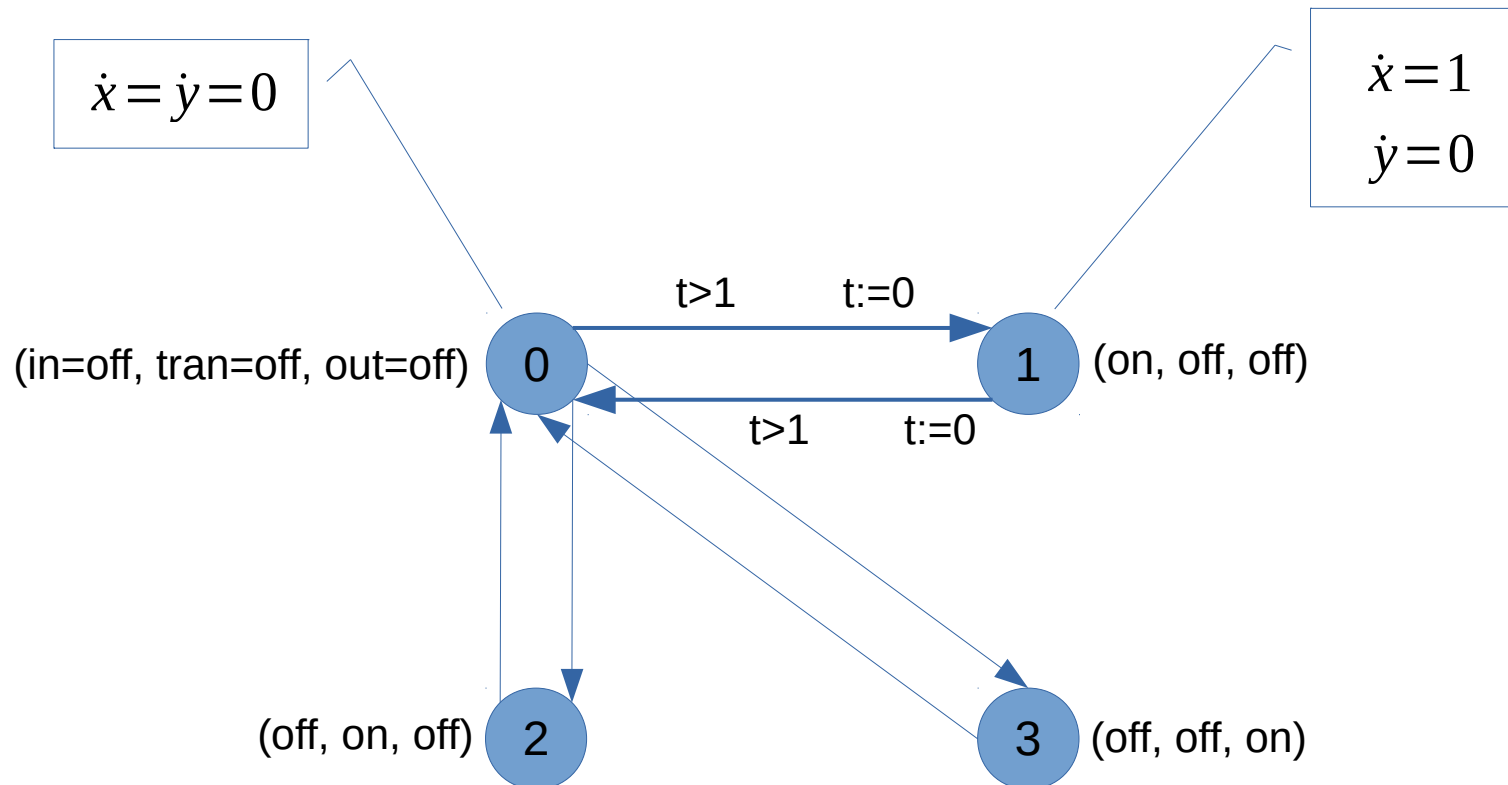 ẋ=ẏ=0
ẋ=1
ẏ=0
t>1 t:=0
(in=off, tran=off, out=off) 0 1 (on, off, off)
t>1 t:=0
(off, on, off) 2 3 (off, off, on)